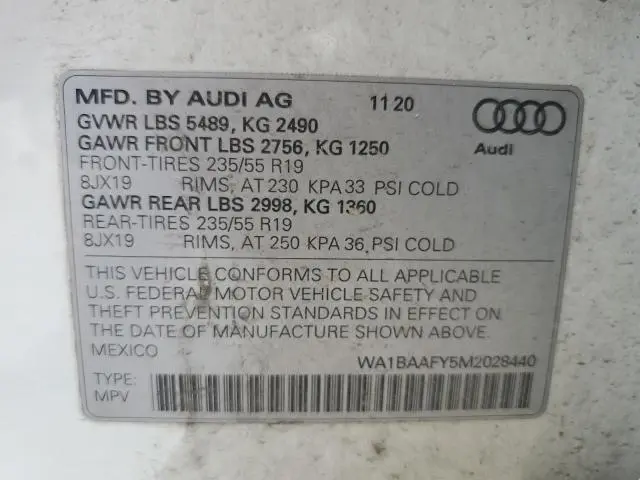 MFD. BY AUDI AG 11 20
GVWR LBS 5489, KG 2490
GAWR FRONT LBS 2756, KG 1250
FRONT-TIRES 235/55 R19
8JX19 RIMS, AT 230 KPA 33 PSI COLD
GAWR REAR LBS 2998, KG 1360
REAR-TIRES 235/55 R19
8JX19 RIMS, AT 250 KPA 36 PSI COLD
Audi
THIS VEHICLE CONFORMS TO ALL APPLICABLE
U.S. FEDERAL MOTOR VEHICLE SAFETY AND
THEFT PREVENTION STANDARDS IN EFFECT ON
THE DATE OF MANUFACTURE SHOWN ABOVE.
MEXICO WA1BAAFY5M2028440
TYPE:
MPV